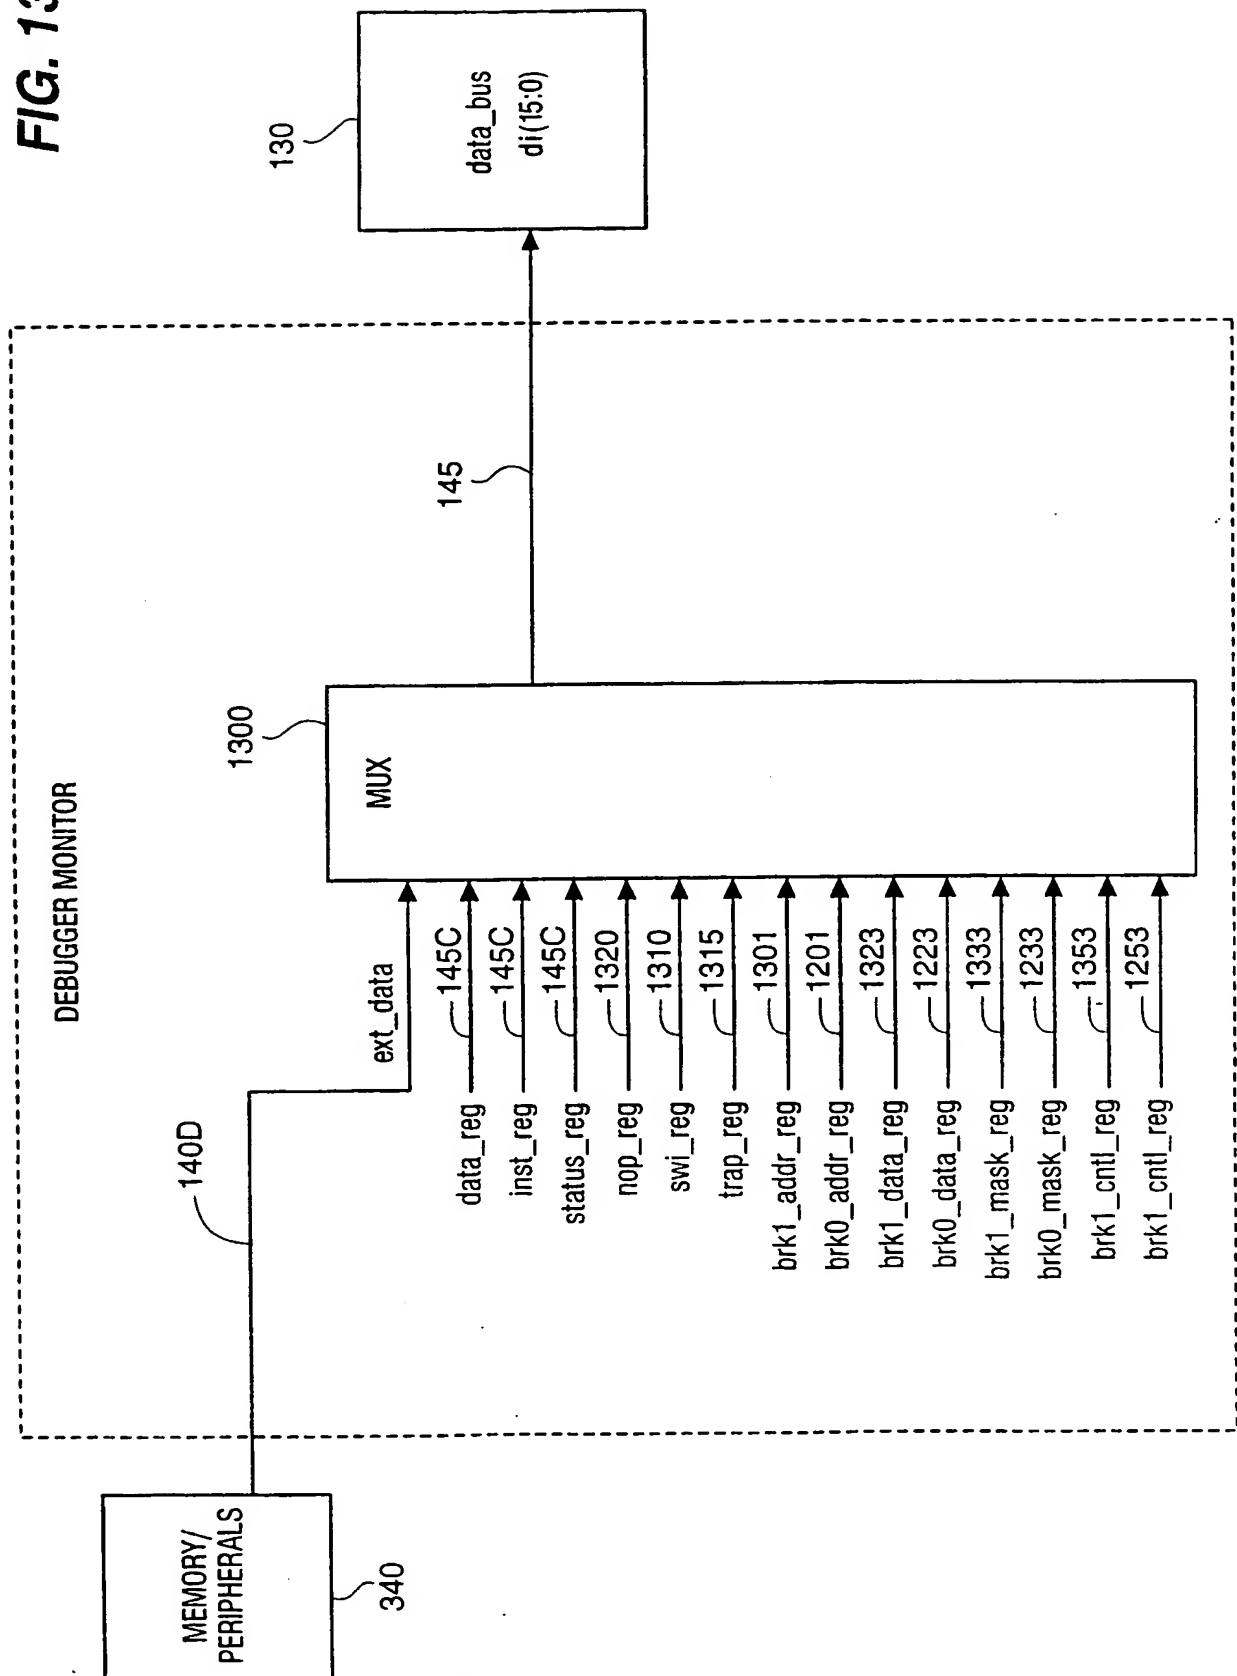 FIG. 13
130
data_bus
di(15:0)
DEBUGGER MONITOR
145
1300
MUX
140D
ext_data
data_reg 145C
inst_reg 145C
status_reg 145C
nop_reg 1320
swi_reg 1310
trap_reg 1315
brk1_addr_reg 1301
brk0_addr_reg 1201
brk1_data_reg 1323
brk0_data_reg 1223
brk1_mask_reg 1333
brk0_mask_reg 1233
brk1_cntl_reg 1353
brk1_cntl_reg 1253
MEMORY/
PERIPHERALS
340